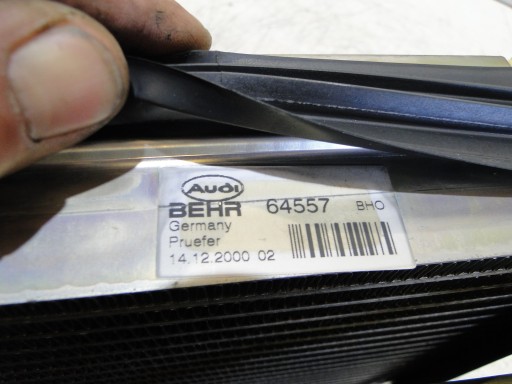 Audi
BEHR 64557 BHO
Germany
Pruefer
14.12.2000 02